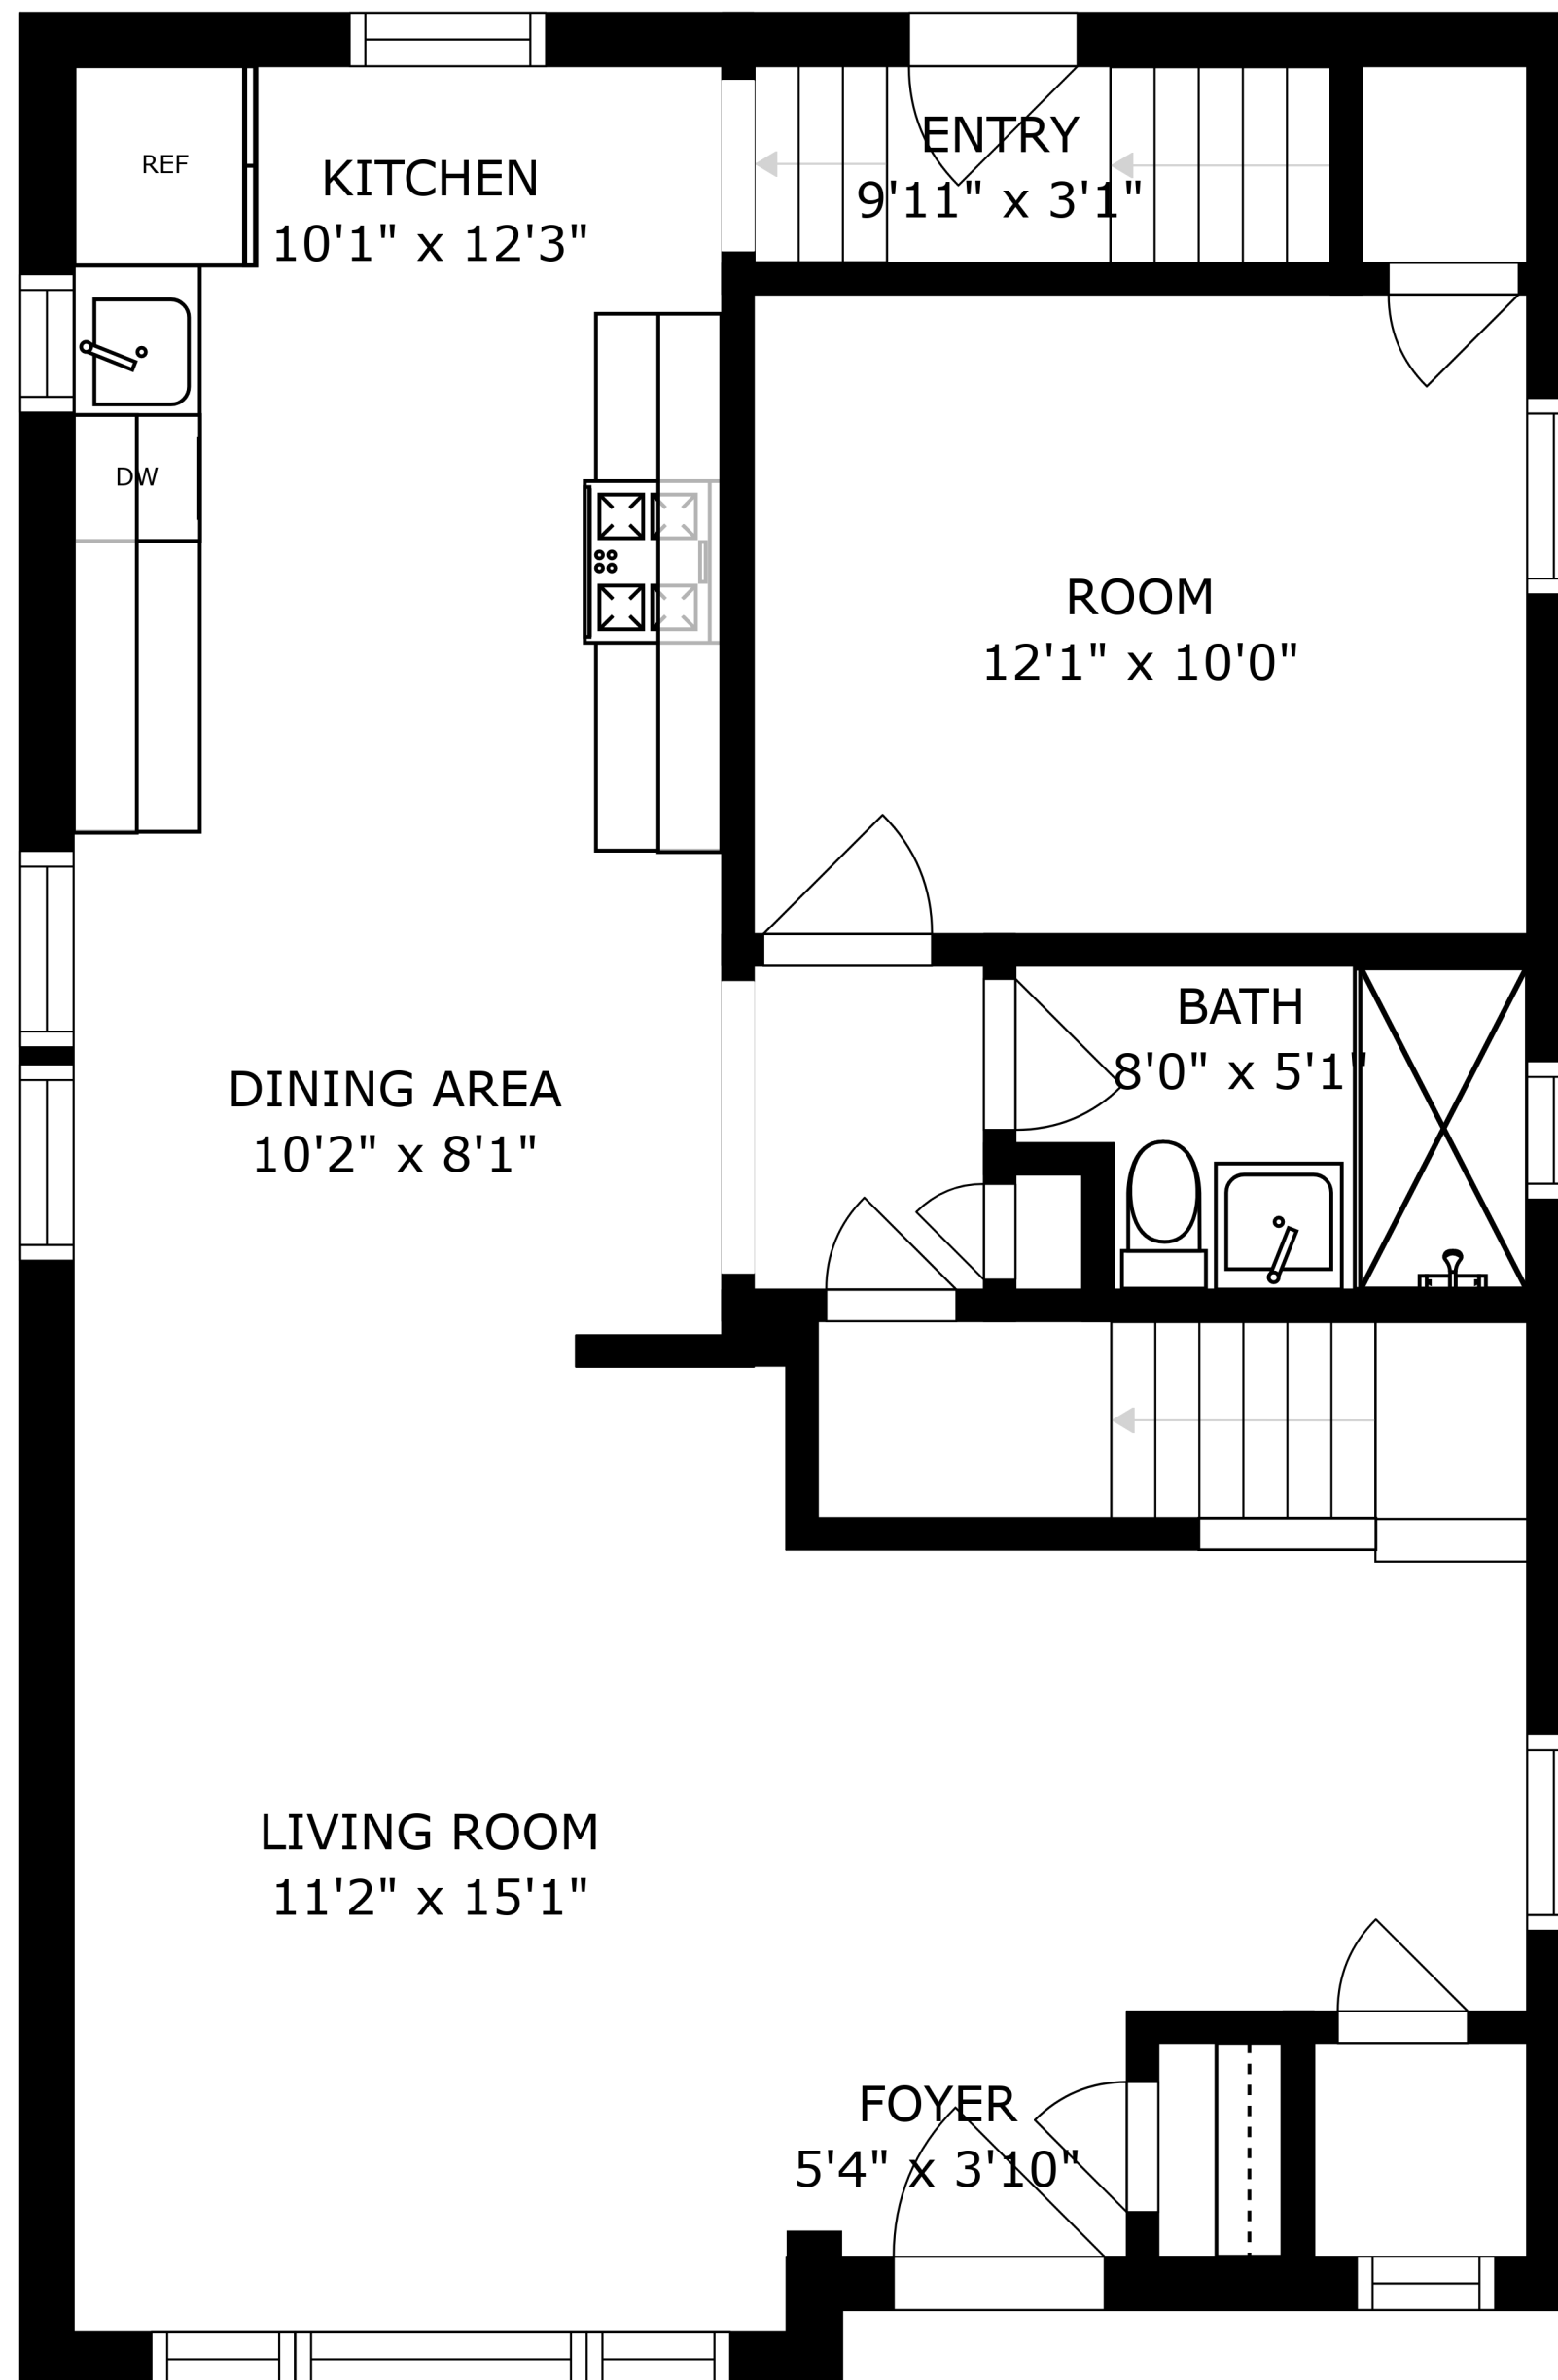 ENTRY
9'11" x 3'1"
REF
KITCHEN
10'1" x 12'3"
DW
ROOM
12'1" x 10'0"
BATH
8'0" x 5'1"
DINING AREA
10'2" x 8'1"
LIVING ROOM
11'2" x 15'1"
FOYER
5'4" x 3'10"